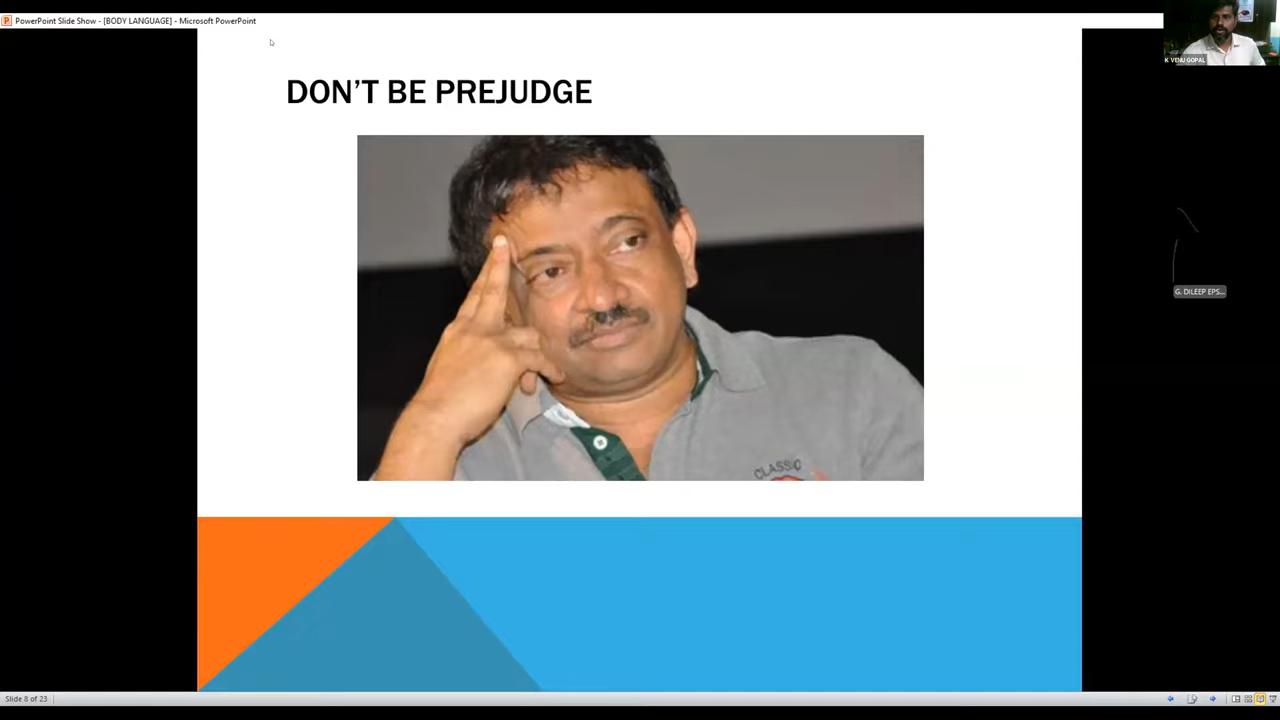 PowerPoint Slide Show - [BODY LANGUAGE] - Microsoft PowerPoint
K VENU GOPAL
DON'T BE PREJUDGE
G. DILEEP EPS...
CLASSIC
Slide 8 of 23